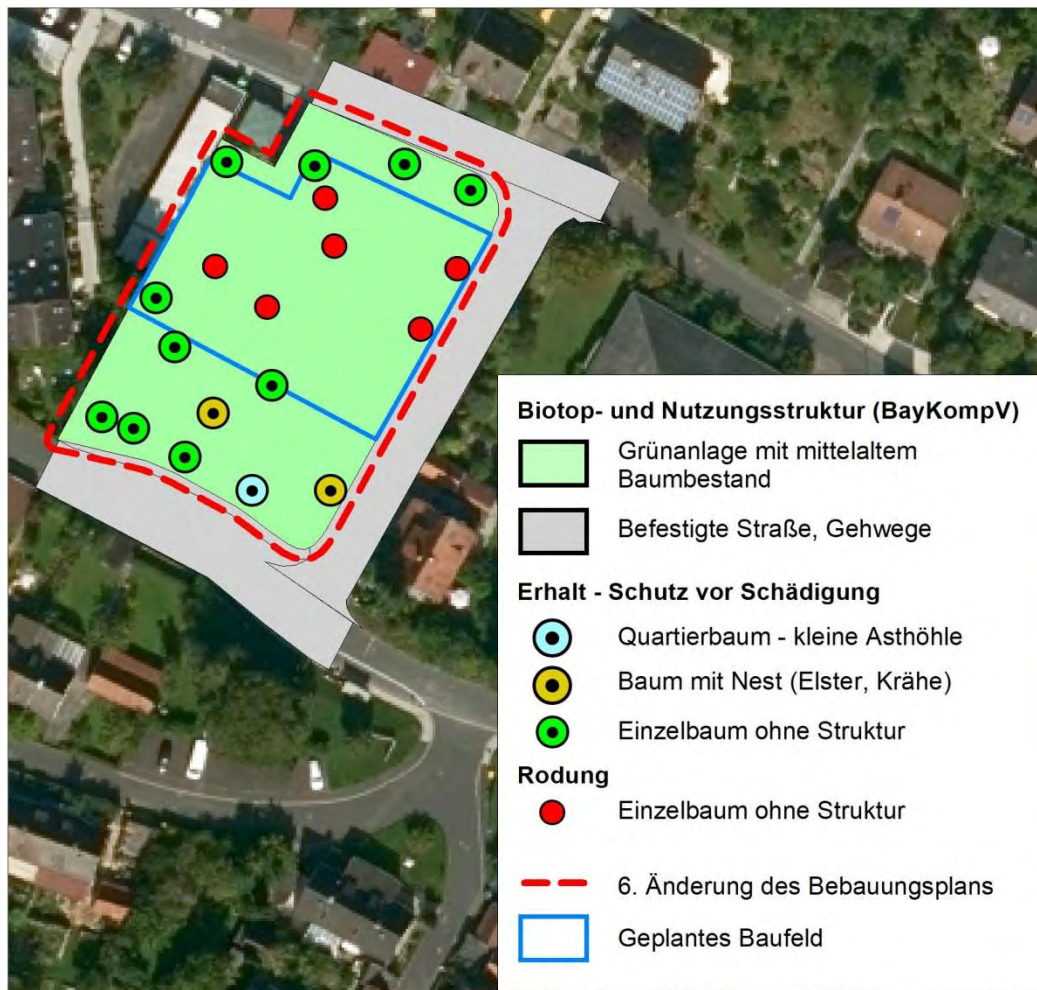 Biotop- und Nutzungsstruktur (BayKompV)
Grünanlage mit mittelaltem
Baumbestand
Befestigte Straße, Gehwege
Erhalt - Schutz vor Schädigung
Quartierbaum - kleine Asthöhle
Baum mit Nest (Elster, Krähe)
Einzelbaum ohne Struktur
Rodung
Einzelbaum ohne Struktur
6. Änderung des Bebauungsplans
Geplantes Baufeld